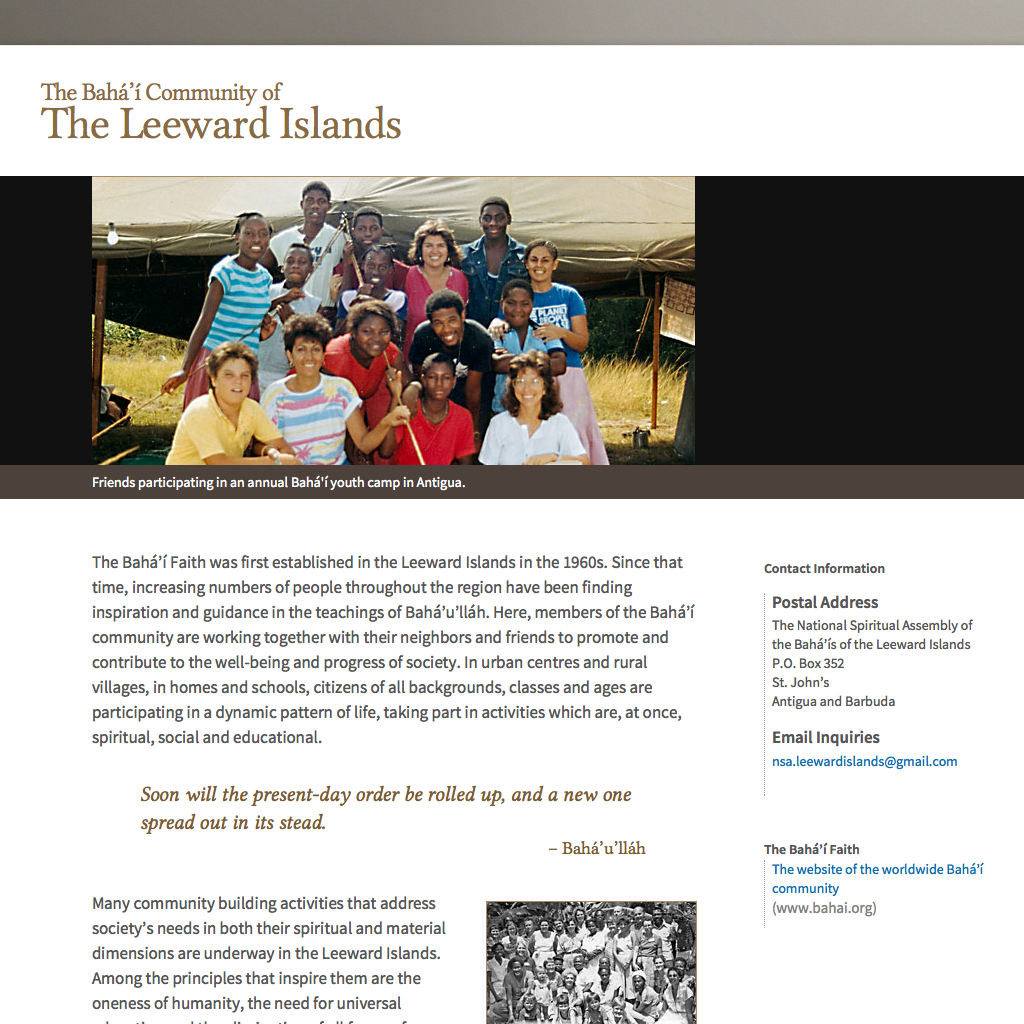 The Bahá’í Community of
The Leeward Islands
Friends participating in an annual Bahá'í youth camp in Antigua.
The Bahá’í Faith was first established in the Leeward Islands in the 1960s. Since that
time, increasing numbers of people throughout the region have been finding
inspiration and guidance in the teachings of Bahá’u’lláh. Here, members of the Bahá’í
community are working together with their neighbors and friends to promote and
contribute to the well-being and progress of society. In urban centres and rural
villages, in homes and schools, citizens of all backgrounds, classes and ages are
participating in a dynamic pattern of life, taking part in activities which are, at once,
spiritual, social and educational.
Soon will the present-day order be rolled up, and a new one
spread out in its stead.
– Bahá’u’lláh
Many community building activities that address
society’s needs in both their spiritual and material
dimensions are underway in the Leeward Islands.
Among the principles that inspire them are the
oneness of humanity, the need for universal
Contact Information
Postal Address
The National Spiritual Assembly of
the Bahá’ís of the Leeward Islands
P.O. Box 352
St. John’s
Antigua and Barbuda
Email Inquiries
nsa.leewardislands@gmail.com
The Bahá’í Faith
The website of the worldwide Bahá’í
community
(www.bahai.org)